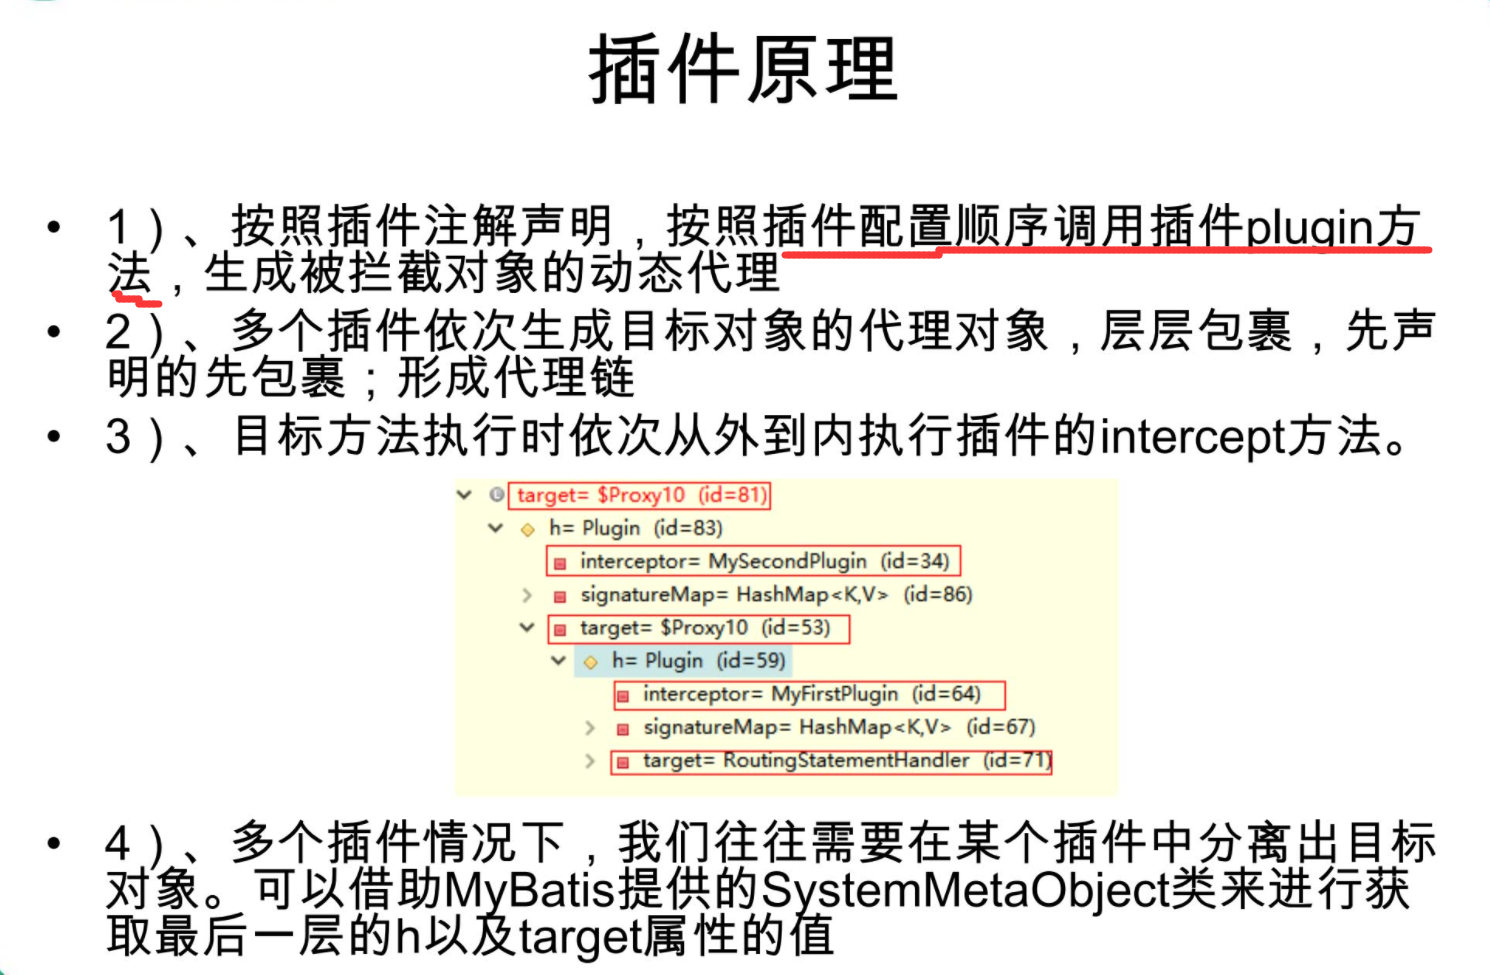 插件原理
• 1）、按照插件注解声明，按照插件配置顺序调用插件plugin方
法，生成被拦截对象的动态代理
• 2）、多个插件依次生成目标对象的代理对象，层层包裹，先声
明的先包裹；形成代理链
• 3）、目标方法执行时依次从外到内执行插件的intercept方法。
target= $Proxy10 (id=81)
h= Plugin (id=83)
interceptor= MySecondPlugin (id=34)
signatureMap= HashMap<K,V> (id=86)
target= $Proxy10 (id=53)
h= Plugin (id=59)
interceptor= MyFirstPlugin (id=64)
signatureMap= HashMap<K,V> (id=67)
target= RoutingStatementHandler (id=71)
• 4）、多个插件情况下，我们往往需要在某个插件中分离出目标
对象。可以借助MyBatis提供的SystemMetaObject类来进行获
取最后一层的h以及target属性的值